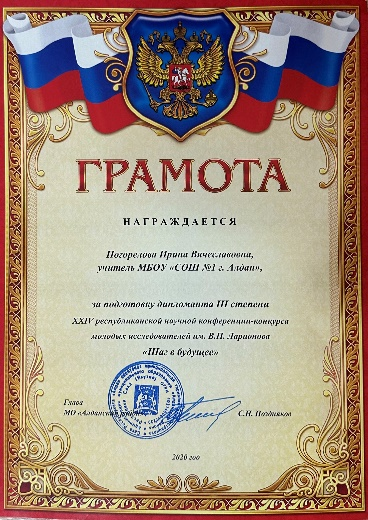 ГРАМОТА
НАГРАЖДАЕТСЯ
Погорелова Ирина Вячеславовна,
учитель МБОУ «СОШ №1 г. Алдан»,
за подготовку дипломанта III степени
XXIV республиканской научной конференции-конкурса
молодых исследователей им. В.П. Ларионова
«Шаг в будущее»
Глава
МО «Алданский район»
С.Н. Поздняков
2020 год